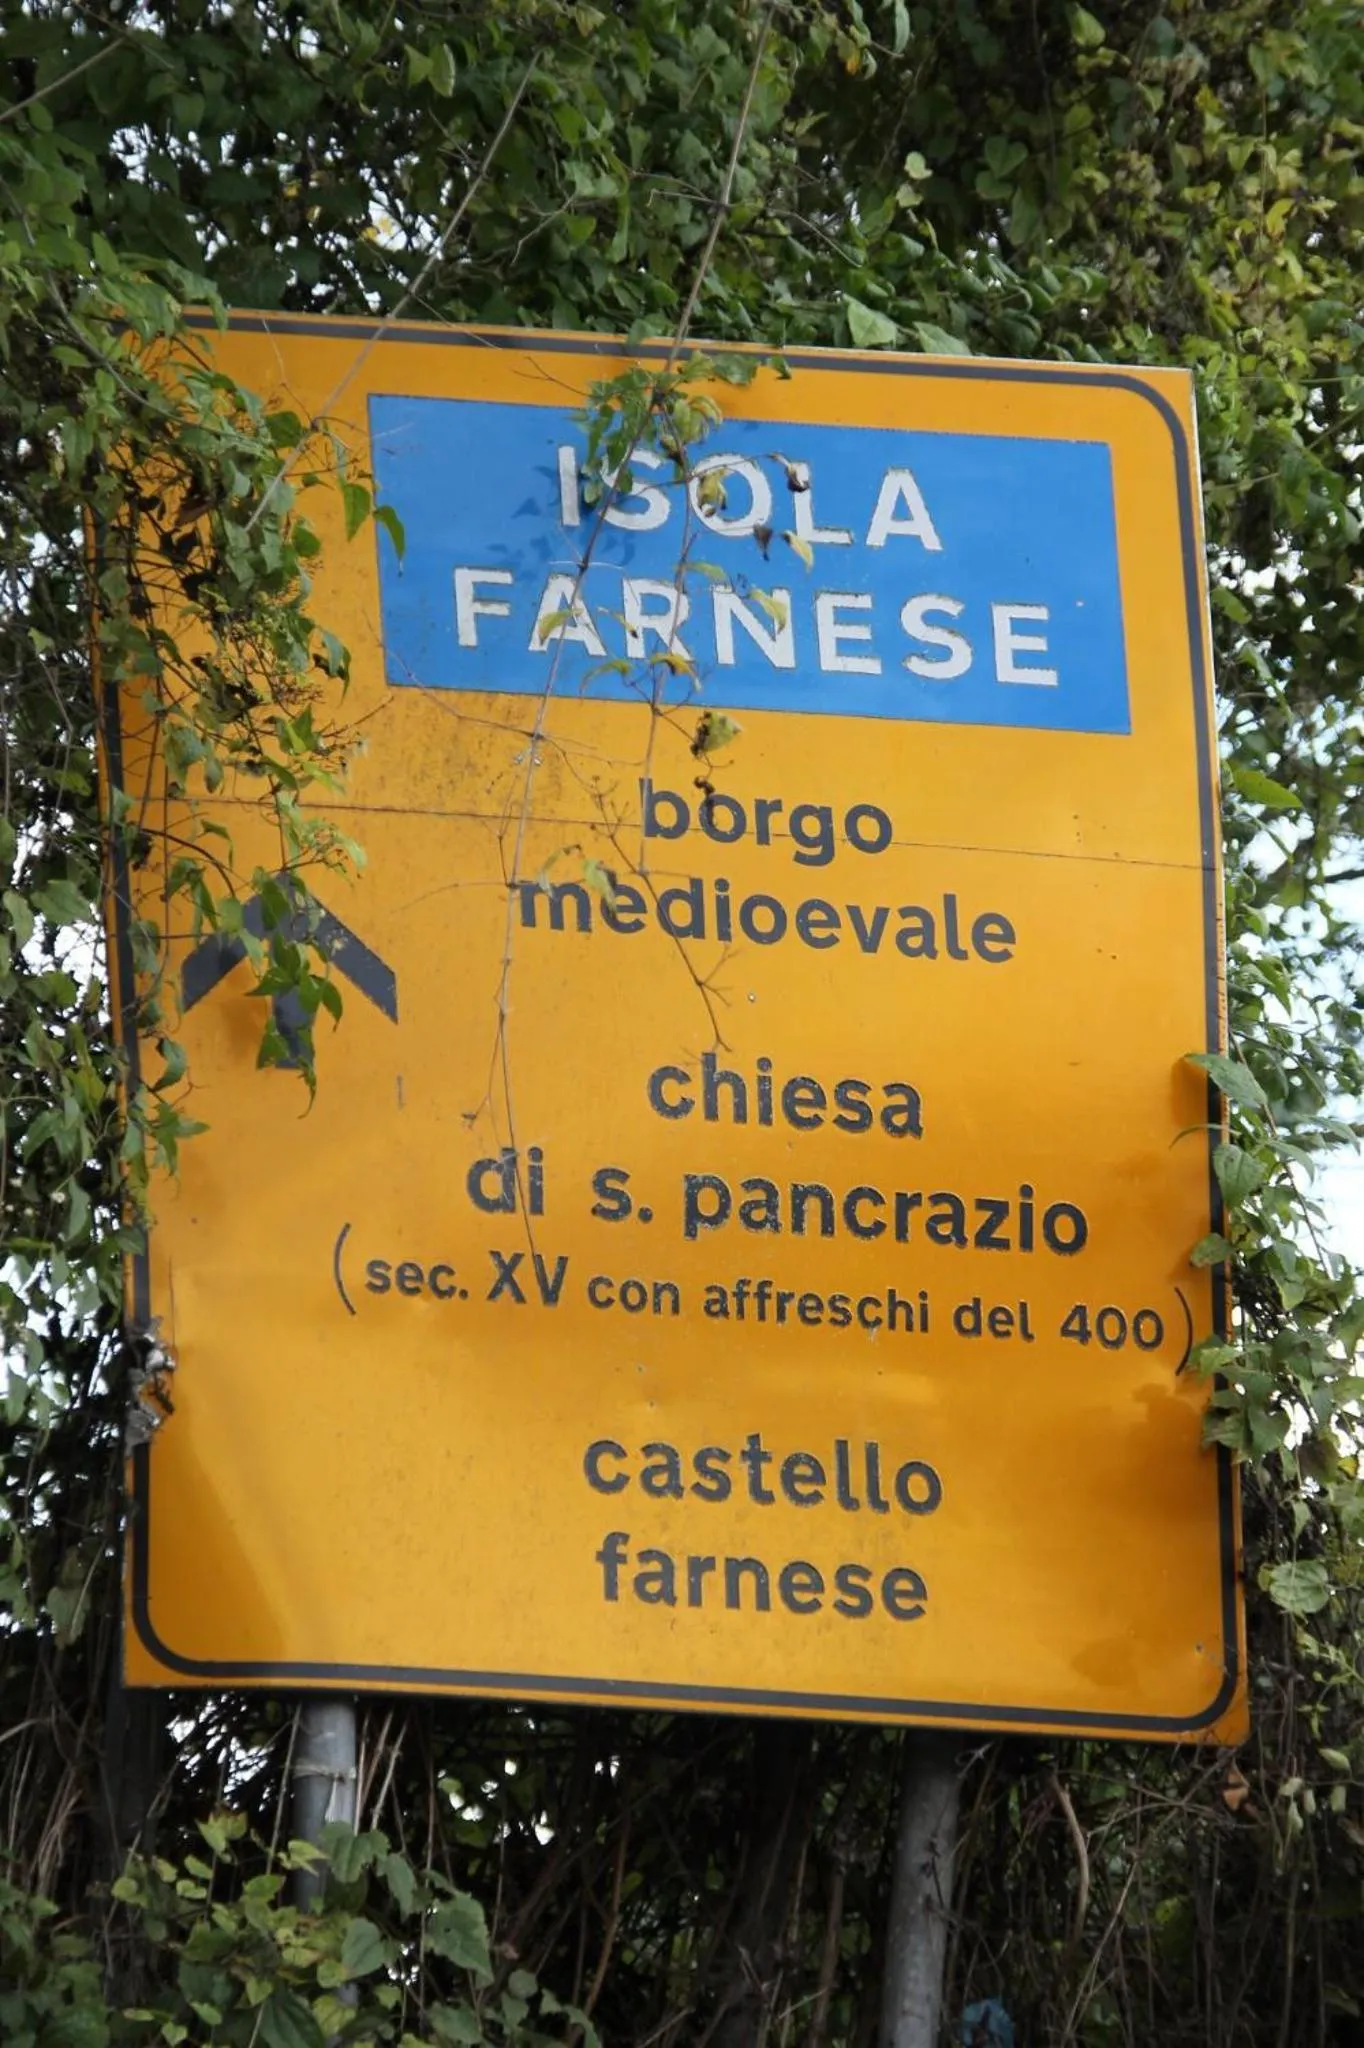 ISOLA
FARNESE
borgo
medioevale
chiesa
di s. pancrazio
(sec. XV con affreschi del 400)
castello
farnese